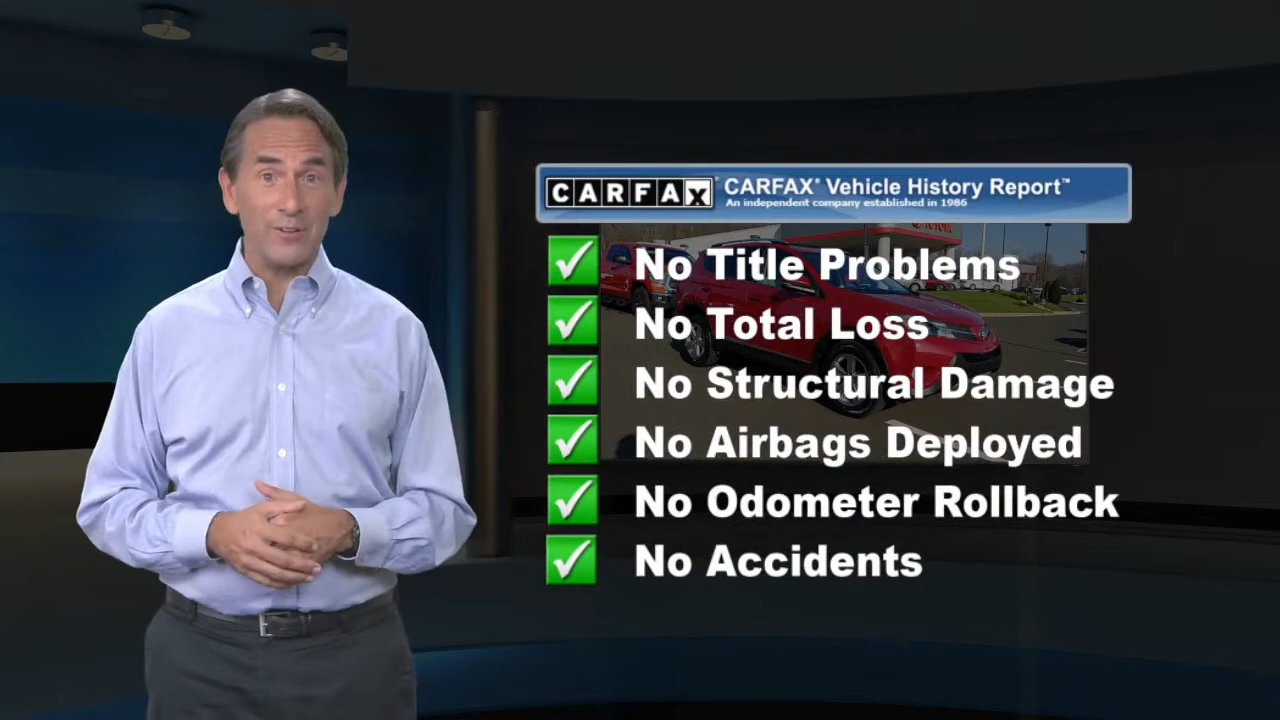 CARFAX® CARFAX® Vehicle History Report™
An independent company established in 1986
TOYOTA
No Title Problems
No Total Loss
No Structural Damage
No Airbags Deployed
No Odometer Rollback
No Accidents